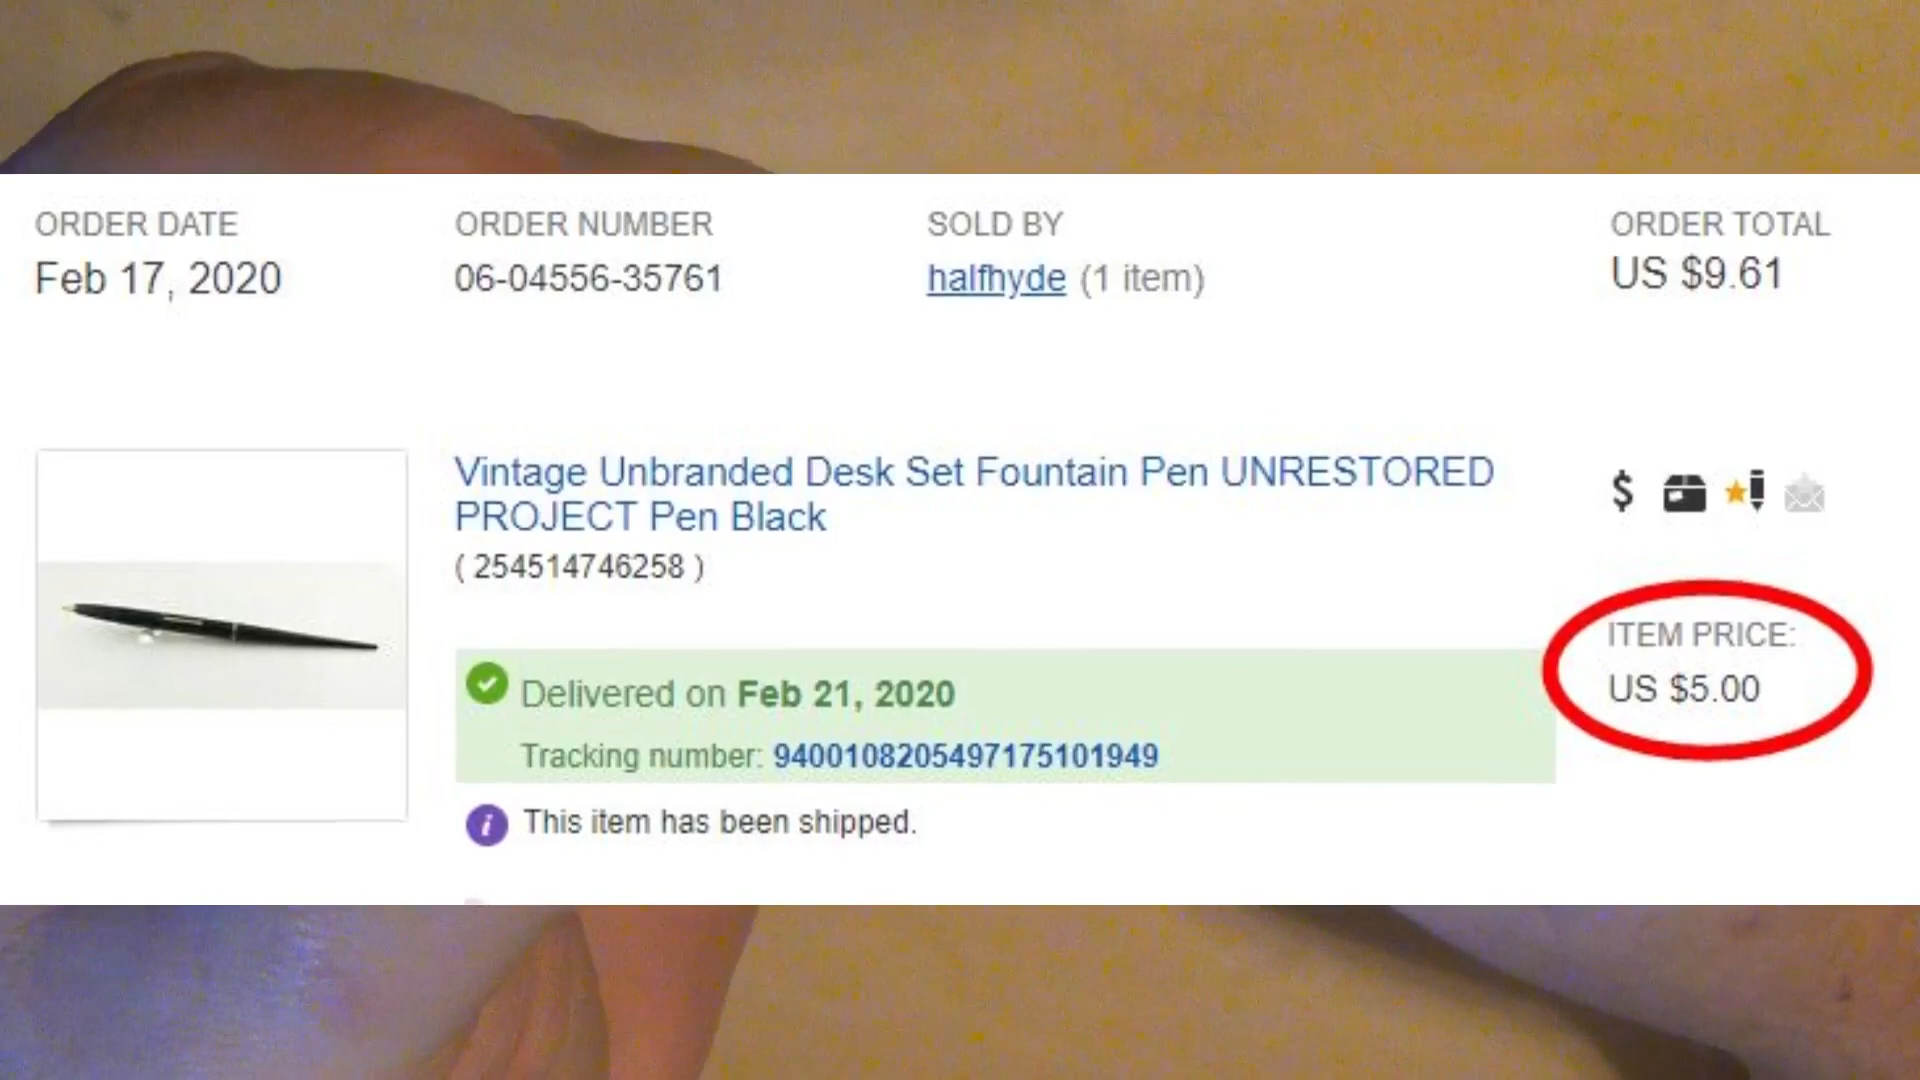 ORDER DATE
ORDER NUMBER
SOLD BY
ORDER TOTAL
Feb 17, 2020
06-04556-35761
halfhyde (1 item)
US $9.61
Vintage Unbranded Desk Set Fountain Pen UNRESTORED
PROJECT Pen Black
( 254514746258 )
ITEM PRICE:
US $5.00
Delivered on Feb 21, 2020
Tracking number: 9400108205497175101949
This item has been shipped.